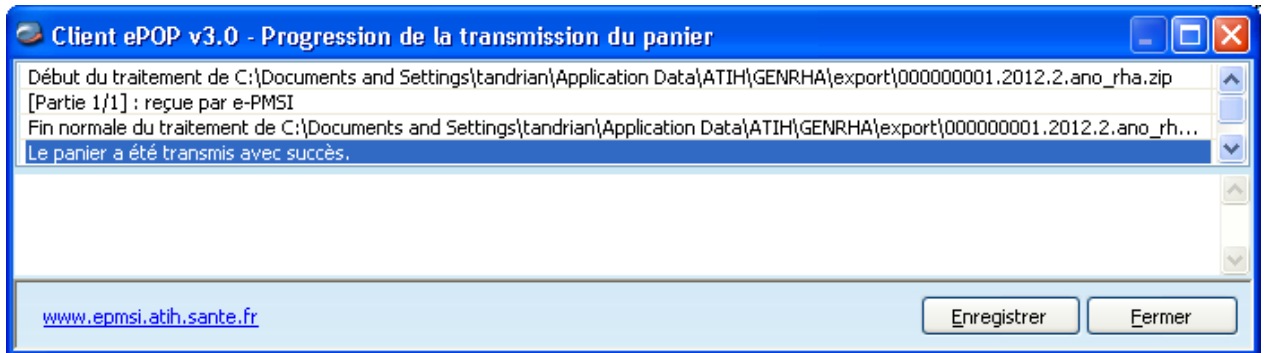 Client ePOP v3.0 - Progression de la transmission du panier
Début du traitement de C:\Documents and Settings\tandrian\Application Data\ATIH\GENRHA\export\000000001.2012.2.ano_rha.zip
[Partie 1/1] : reçue par e-PMSI
Fin normale du traitement de C:\Documents and Settings\tandrian\Application Data\ATIH\GENRHA\export\000000001.2012.2.ano_rh...
Le panier a été transmis avec succès.
www.epmsi.atih.sante.fr
Enregistrer
Fermer